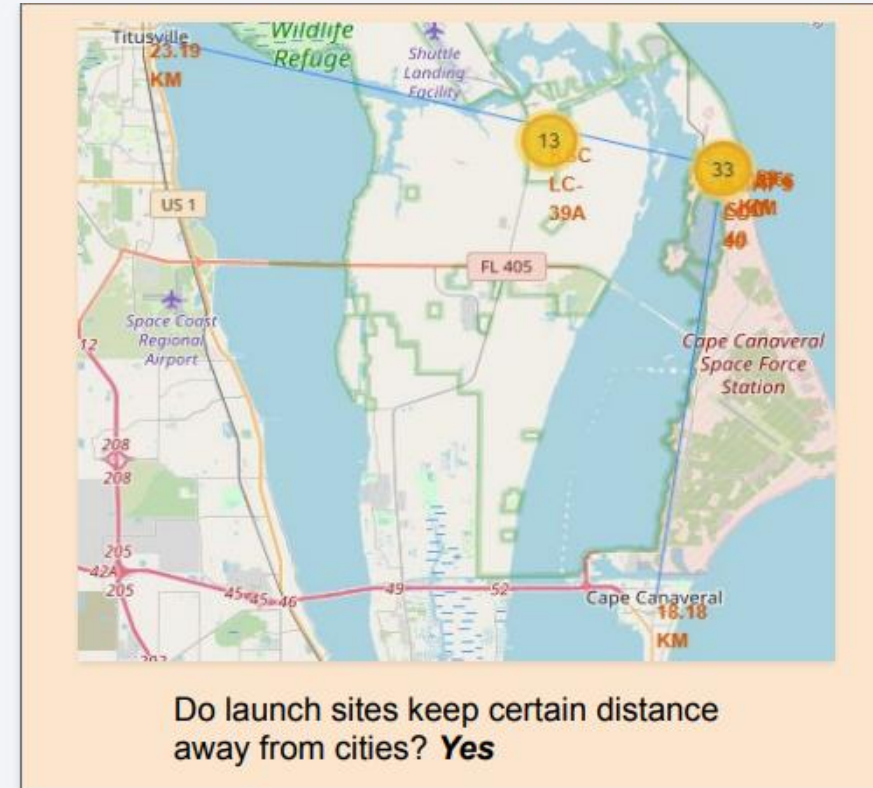 Titusville
23.19
KM
Wildlife
Refuge
Shuttle
Landing
Facility
13
LC-
39A
33
KM
40
US 1
FL 405
Space Coast
Regional
Airport
12
Cape Canaveral
Space Force
Station
208
208
205
42A
205
45
45
46
49
52
Cape Canaveral
18.18
KM
Do launch sites keep certain distance
away from cities? Yes